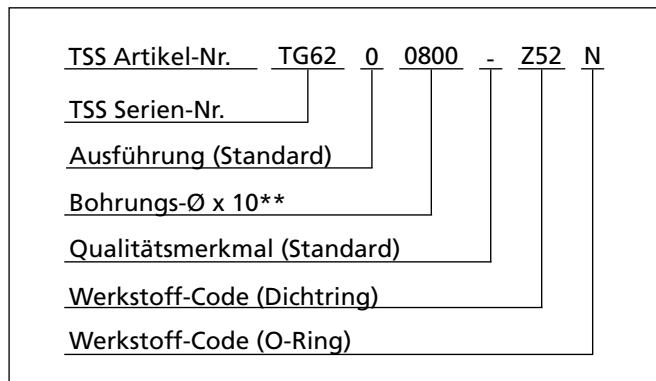 TSS Artikel-Nr. TG62 0 0800 - Z52 N
TSS Serien-Nr.
Ausführung (Standard)
Bohrungs-Ø x 10**
Qualitätsmerkmal (Standard)
Werkstoff-Code (Dichtring)
Werkstoff-Code (O-Ring)